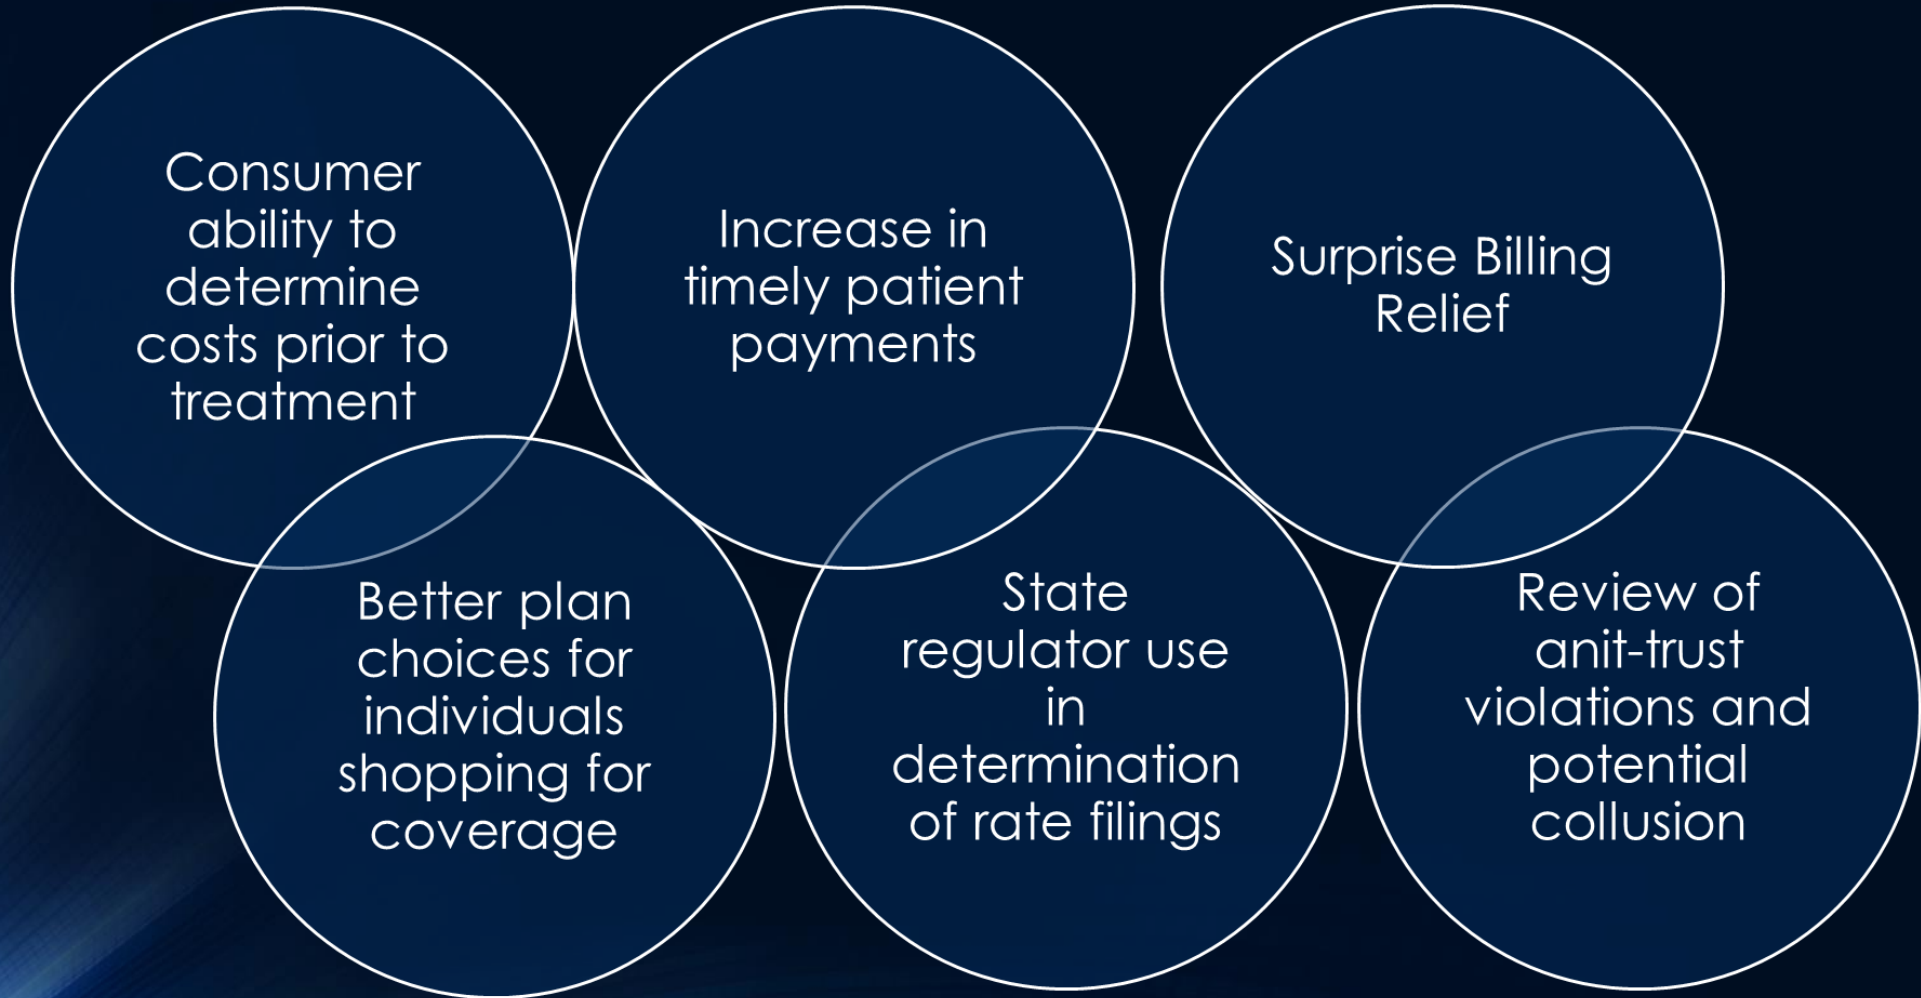 Consumer
ability to
determine
costs prior to
treatment
Increase in
timely patient
payments
Surprise Billing
Relief
Better plan
choices for
individuals
shopping for
coverage
State
regulator use
in
determination
of rate filings
Review of
anit-trust
violations and
potential
collusion